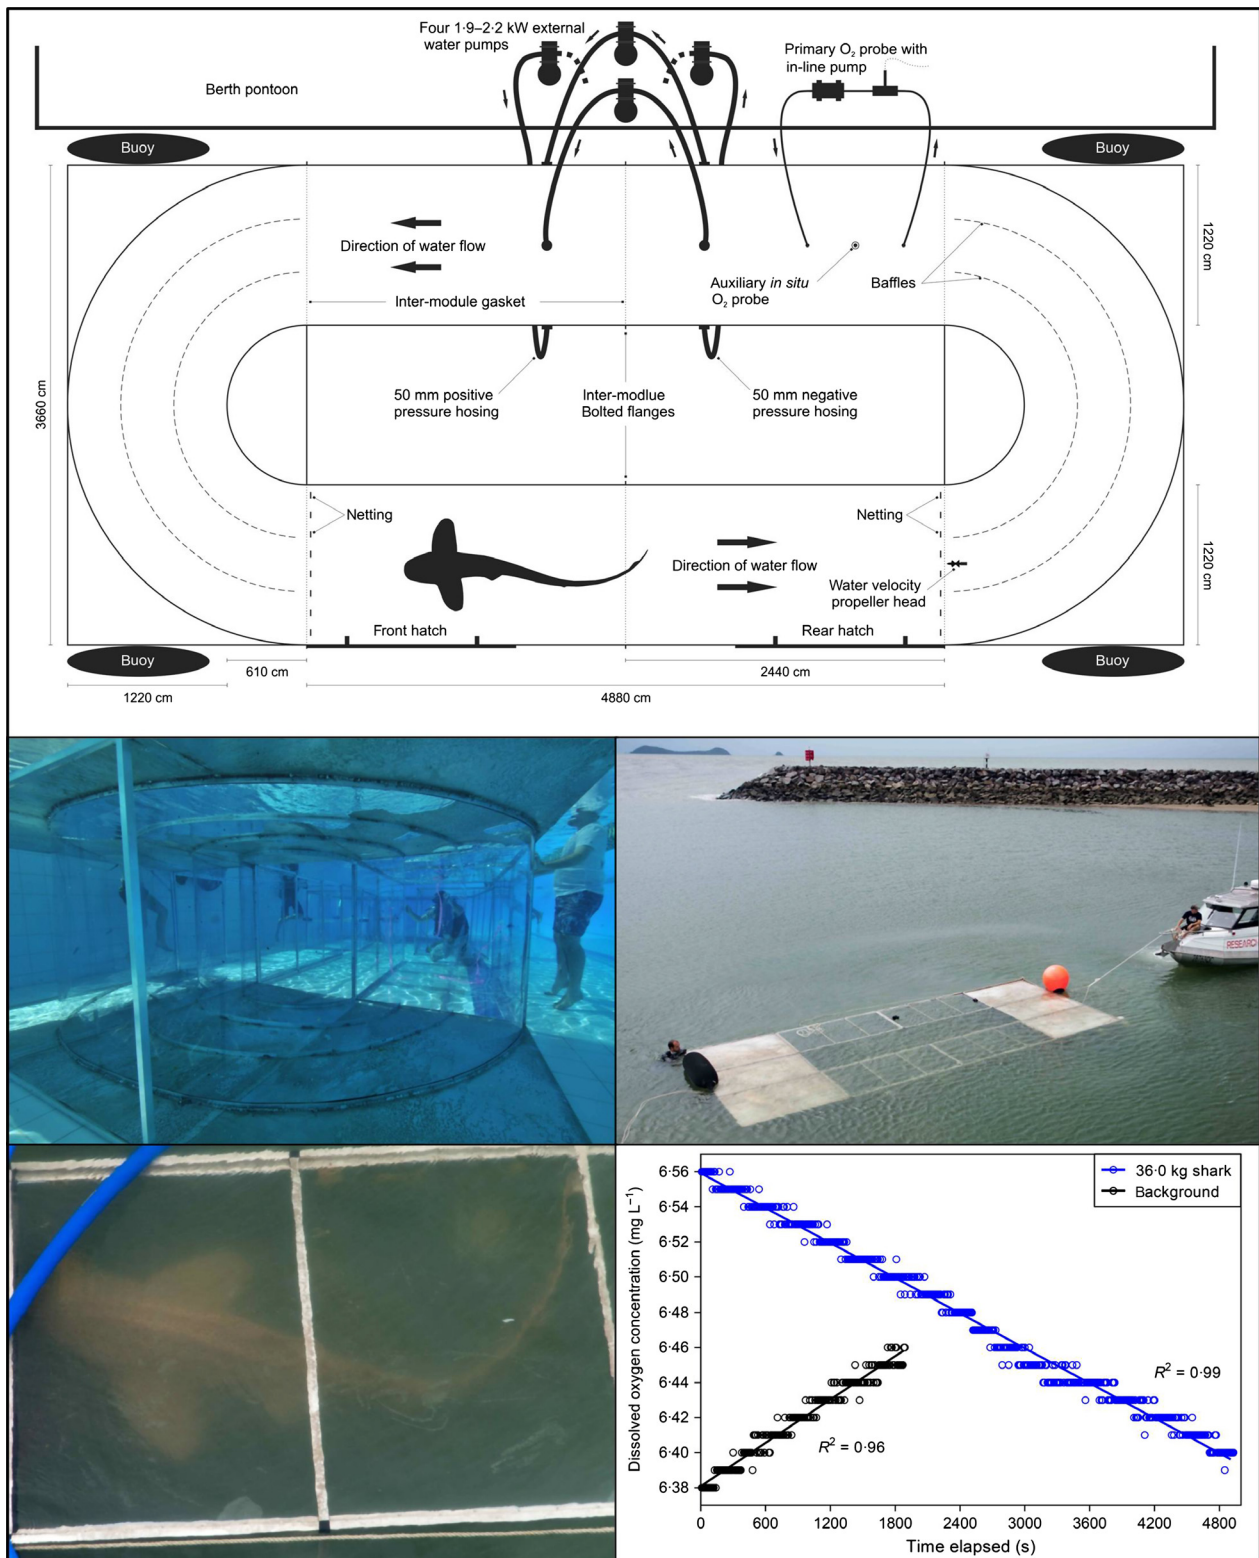 Four 1·9–2·2 kW external
water pumps
Primary O₂ probe with
in-line pump
Berth pontoon
Buoy
Buoy
Direction of water flow
1220 cm
Auxiliary in situ
O₂ probe
Baffles
Inter-module gasket
3660 cm
50 mm positive
pressure hosing
Inter-modlue
Bolted flanges
50 mm negative
pressure hosing
Netting
Netting
Direction of water flow
1220 cm
Water velocity
propeller head
Front hatch
Rear hatch
Buoy
Buoy
610 cm
2440 cm
1220 cm
4880 cm
RESEARCH
Dissolved oxygen concentration (mg L⁻¹)
6·56
6·54
6·52
6·50
6·48
6·46
6·44
6·42
6·40
6·38
36·0 kg shark
Background
R² = 0·99
R² = 0·96
0
600
1200
1800
2400
3000
3600
4200
4800
Time elapsed (s)